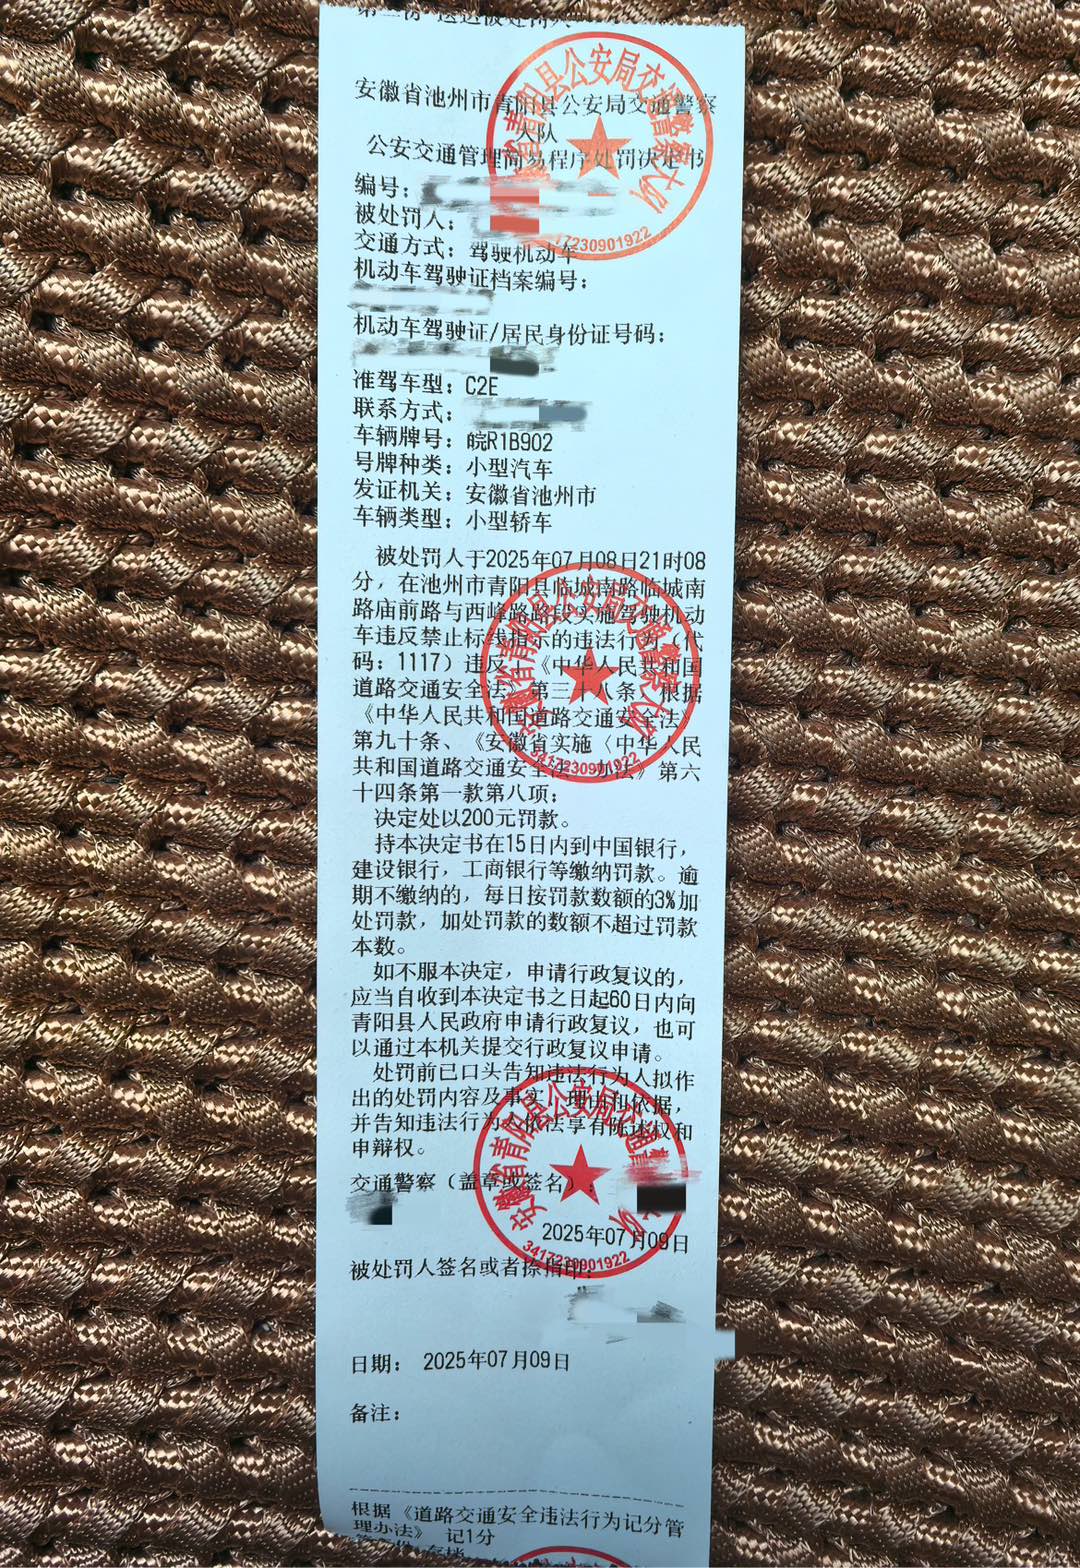 安徽省池州市青阳县公安局交通警察
大队
公安交通管理简易程序处罚决定书
编号：
被处罚人：
交通方式：驾驶机动车
机动车驾驶证档案编号：
机动车驾驶证/居民身份证号码：
准驾车型：C2E
联系方式：
车辆牌号：皖R1B902
号牌种类：小型汽车
发证机关：安徽省池州市
车辆类型：小型轿车
被处罚人于2025年07月08日21时08
分，在池州市青阳县临城南路临城南
路庙前路与西峰路路段实施驾驶机动
车违反禁止标线指示的违法行为（代
码：1117）违反了《中华人民共和国
道路交通安全法》第三十八条，根据
《中华人民共和国道路交通安全法》
第九十条、《安徽省实施〈中华人民
共和国道路交通安全法〉办法》第六
十四条第一款第八项；
决定处以200元罚款。
持本决定书在15日内到中国银行，
建设银行，工商银行等缴纳罚款。逾
期不缴纳的，每日按罚款数额的3%加
处罚款，加处罚款的数额不超过罚款
本数。
如不服本决定，申请行政复议的，
应当自收到本决定书之日起60日内向
青阳县人民政府申请行政复议，也可
以通过本机关提交行政复议申请。
处罚前已口头告知违法行为人拟作
出的处罚内容及事实、理由和依据，
并告知违法行为人依法享有陈述权和
申辩权。
交通警察（盖章或签名）：
2025年07月09日
被处罚人签名或者捺指印：
日期： 2025年07月09日
备注：
根据《道路交通安全违法行为记分管
理办法》 记1分
安徽省青阳县公安局交通警察大队
3417230901922